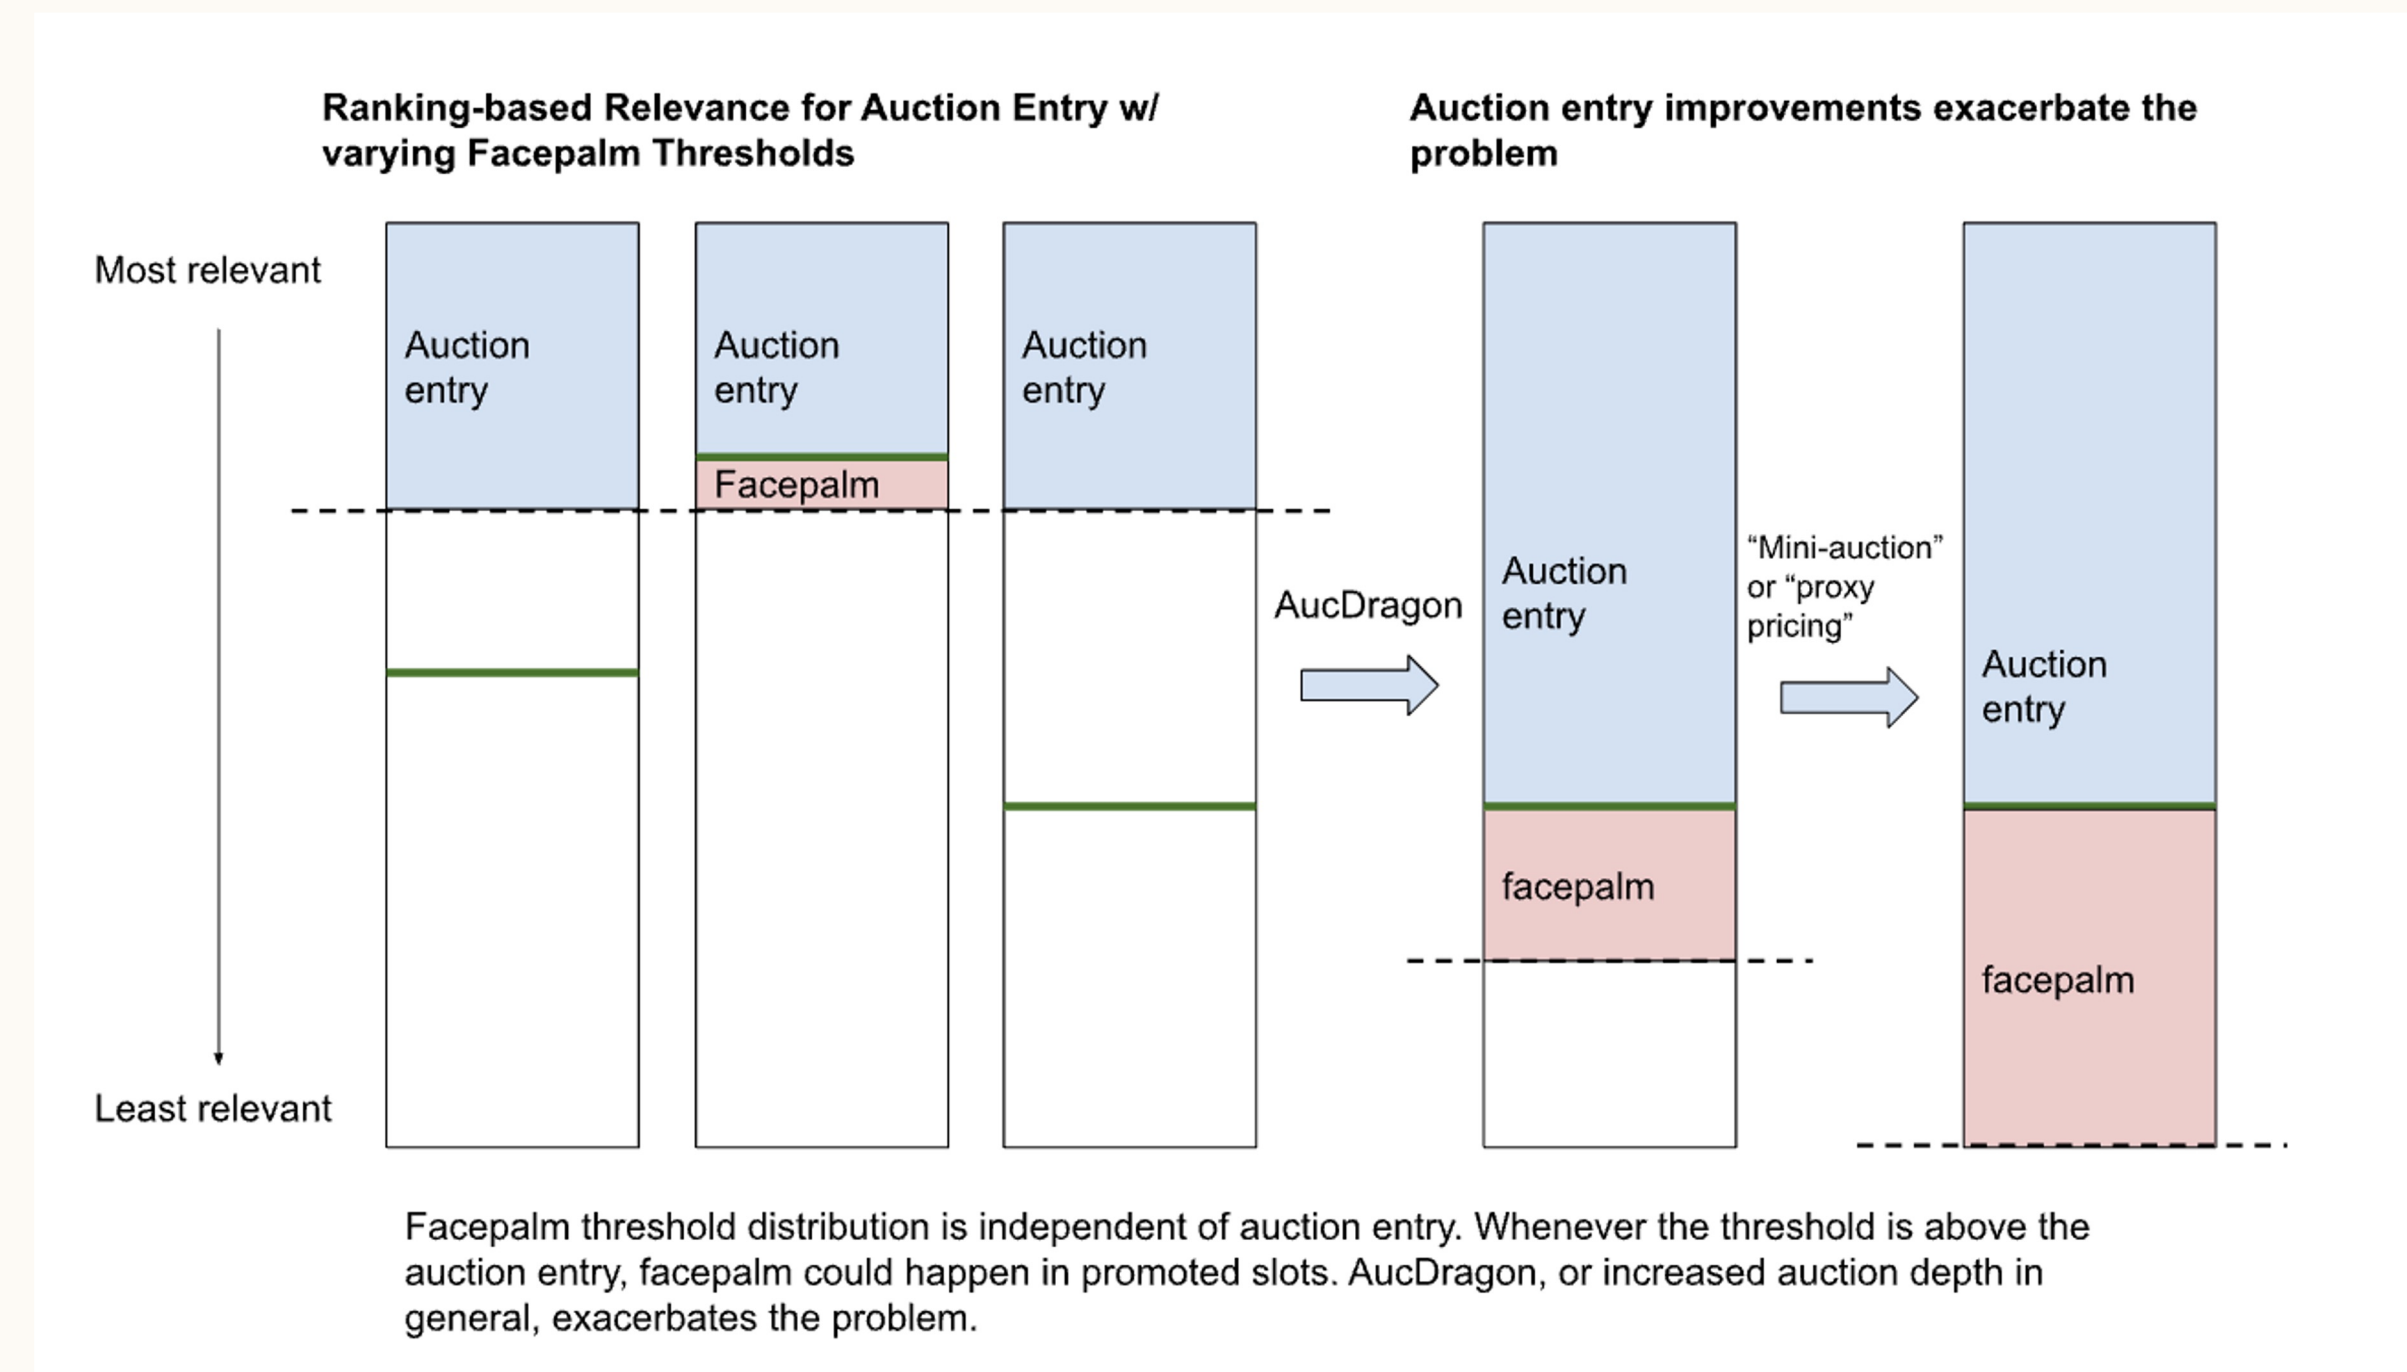 Ranking-based Relevance for Auction Entry w/
varying Facepalm Thresholds
Auction entry improvements exacerbate the
problem
Most relevant
Least relevant
Auction
entry
Auction
entry
Facepalm
Auction
entry
AucDragon
Auction
entry
facepalm
“Mini-auction”
or “proxy
pricing”
Auction
entry
facepalm
Facepalm threshold distribution is independent of auction entry. Whenever the threshold is above the
auction entry, facepalm could happen in promoted slots. AucDragon, or increased auction depth in
general, exacerbates the problem.